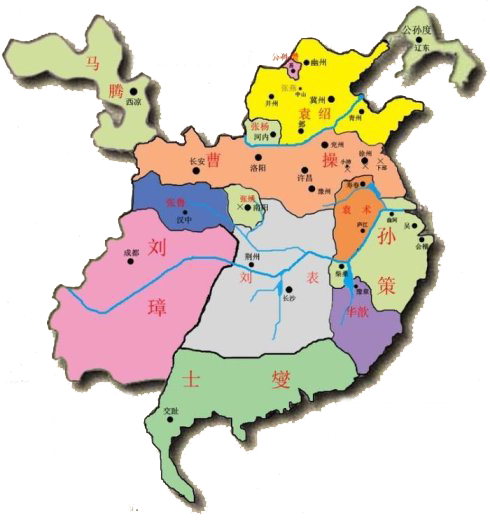 公孙度
辽东
马
腾
西凉
幽州
张燕
中山
并州
冀州
袁绍
青州
邺
张杨
河内
曹操
兖州
徐州
小沛
下邳
长安
洛阳
许昌
豫州
寿春
张鲁
汉中
张绣
南阳
袁术
庐江
曲阿
吴
会稽
孙
策
刘
璋
成都
荆州
刘表
长沙
柴桑
豫章
华歆
士燮
交趾